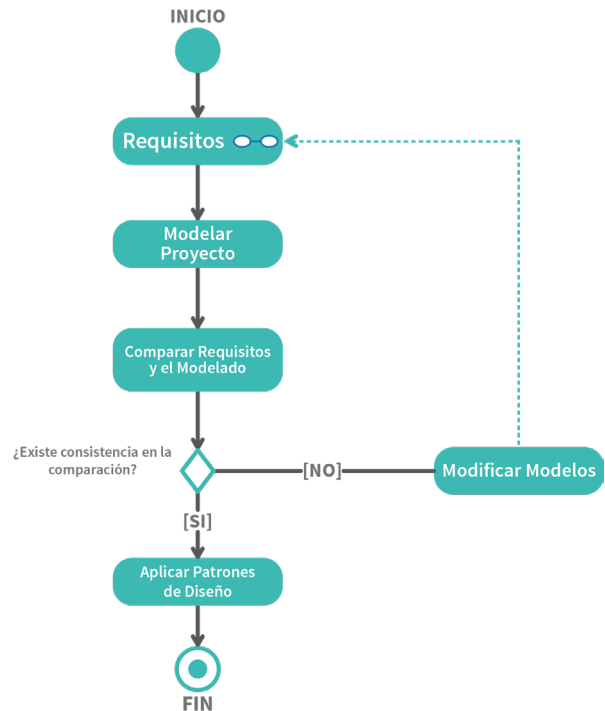 INICIO
Requisitos
Modelar
Proyecto
Comparar Requisitos
y el Modelado
¿Existe consistencia en la
comparación?
[NO]
Modificar Modelos
[SI]
Aplicar Patrones
de Diseño
FIN